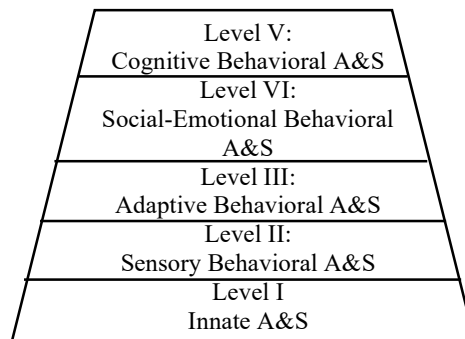 Level V:
Cognitive Behavioral A&S
Level VI:
Social-Emotional Behavioral
A&S
Level III:
Adaptive Behavioral A&S
Level II:
Sensory Behavioral A&S
Level I
Innate A&S